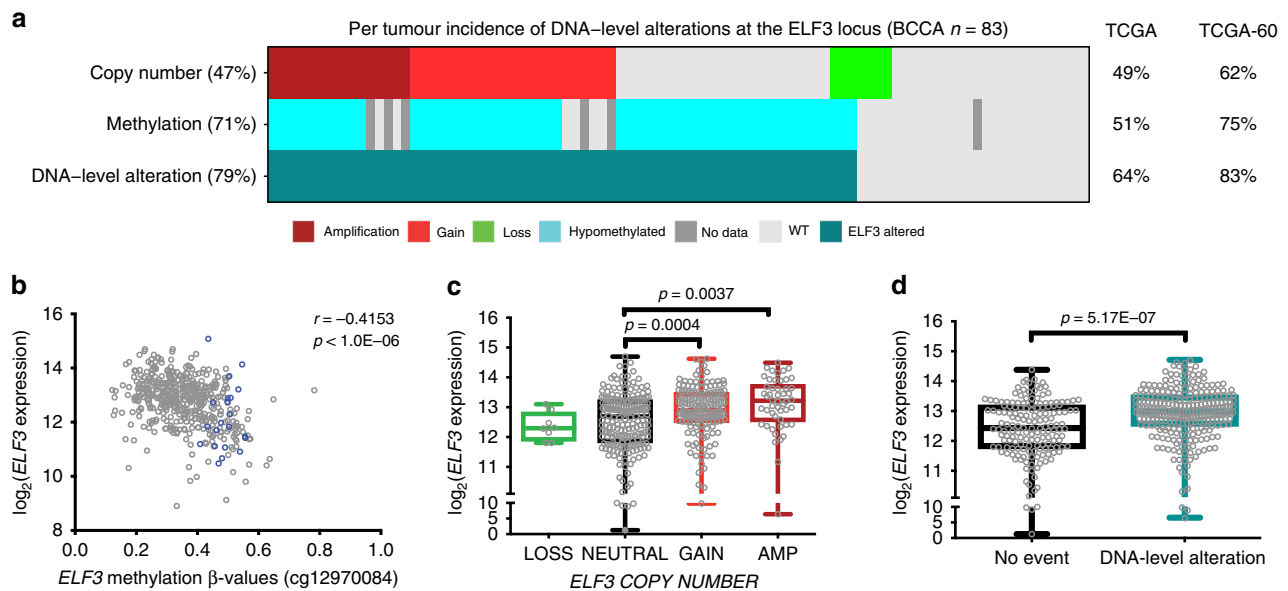 a
Per tumour incidence of DNA-level alterations at the ELF3 locus (BCCA n = 83)
TCGA
TCGA-60
Copy number (47%)
49%
62%
Methylation (71%)
51%
75%
DNA−level alteration (79%)
64%
83%
Amplification
Gain
Loss
Hypomethylated
No data
WT
ELF3 altered
b
log2(ELF3 expression)
16
14
12
10
8
r = −0.4153
p < 1.0E−06
0.0
0.2
0.4
0.6
0.8
1.0
ELF3 methylation β-values (cg12970084)
c
log2(ELF3 expression)
16
15
14
13
12
11
10
5
0
p = 0.0037
p = 0.0004
LOSS
NEUTRAL
GAIN
AMP
ELF3 COPY NUMBER
d
log2(ELF3 expression)
16
15
14
13
12
11
10
5
0
p = 5.17E−07
No event
DNA-level alteration